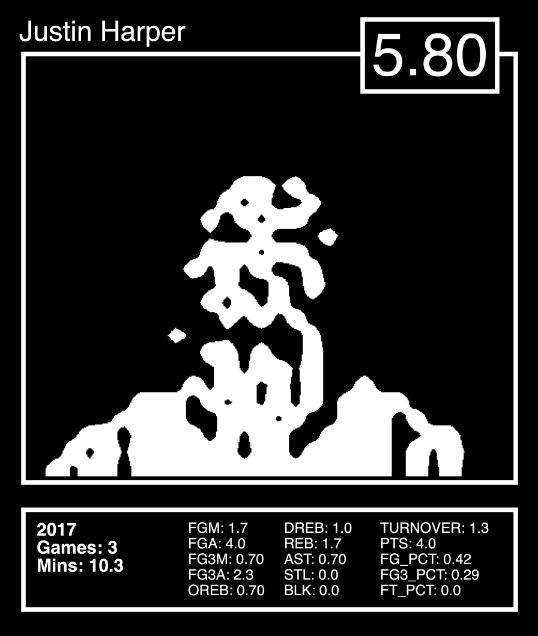 Justin Harper
5.80
2017
Games: 3
Mins: 10.3
FGM: 1.7
FGA: 4.0
FG3M: 0.70
FG3A: 2.3
OREB: 0.70
DREB: 1.0
REB: 1.7
AST: 0.70
STL: 0.0
BLK: 0.0
TURNOVER: 1.3
PTS: 4.0
FG_PCT: 0.42
FG3_PCT: 0.29
FT_PCT: 0.0